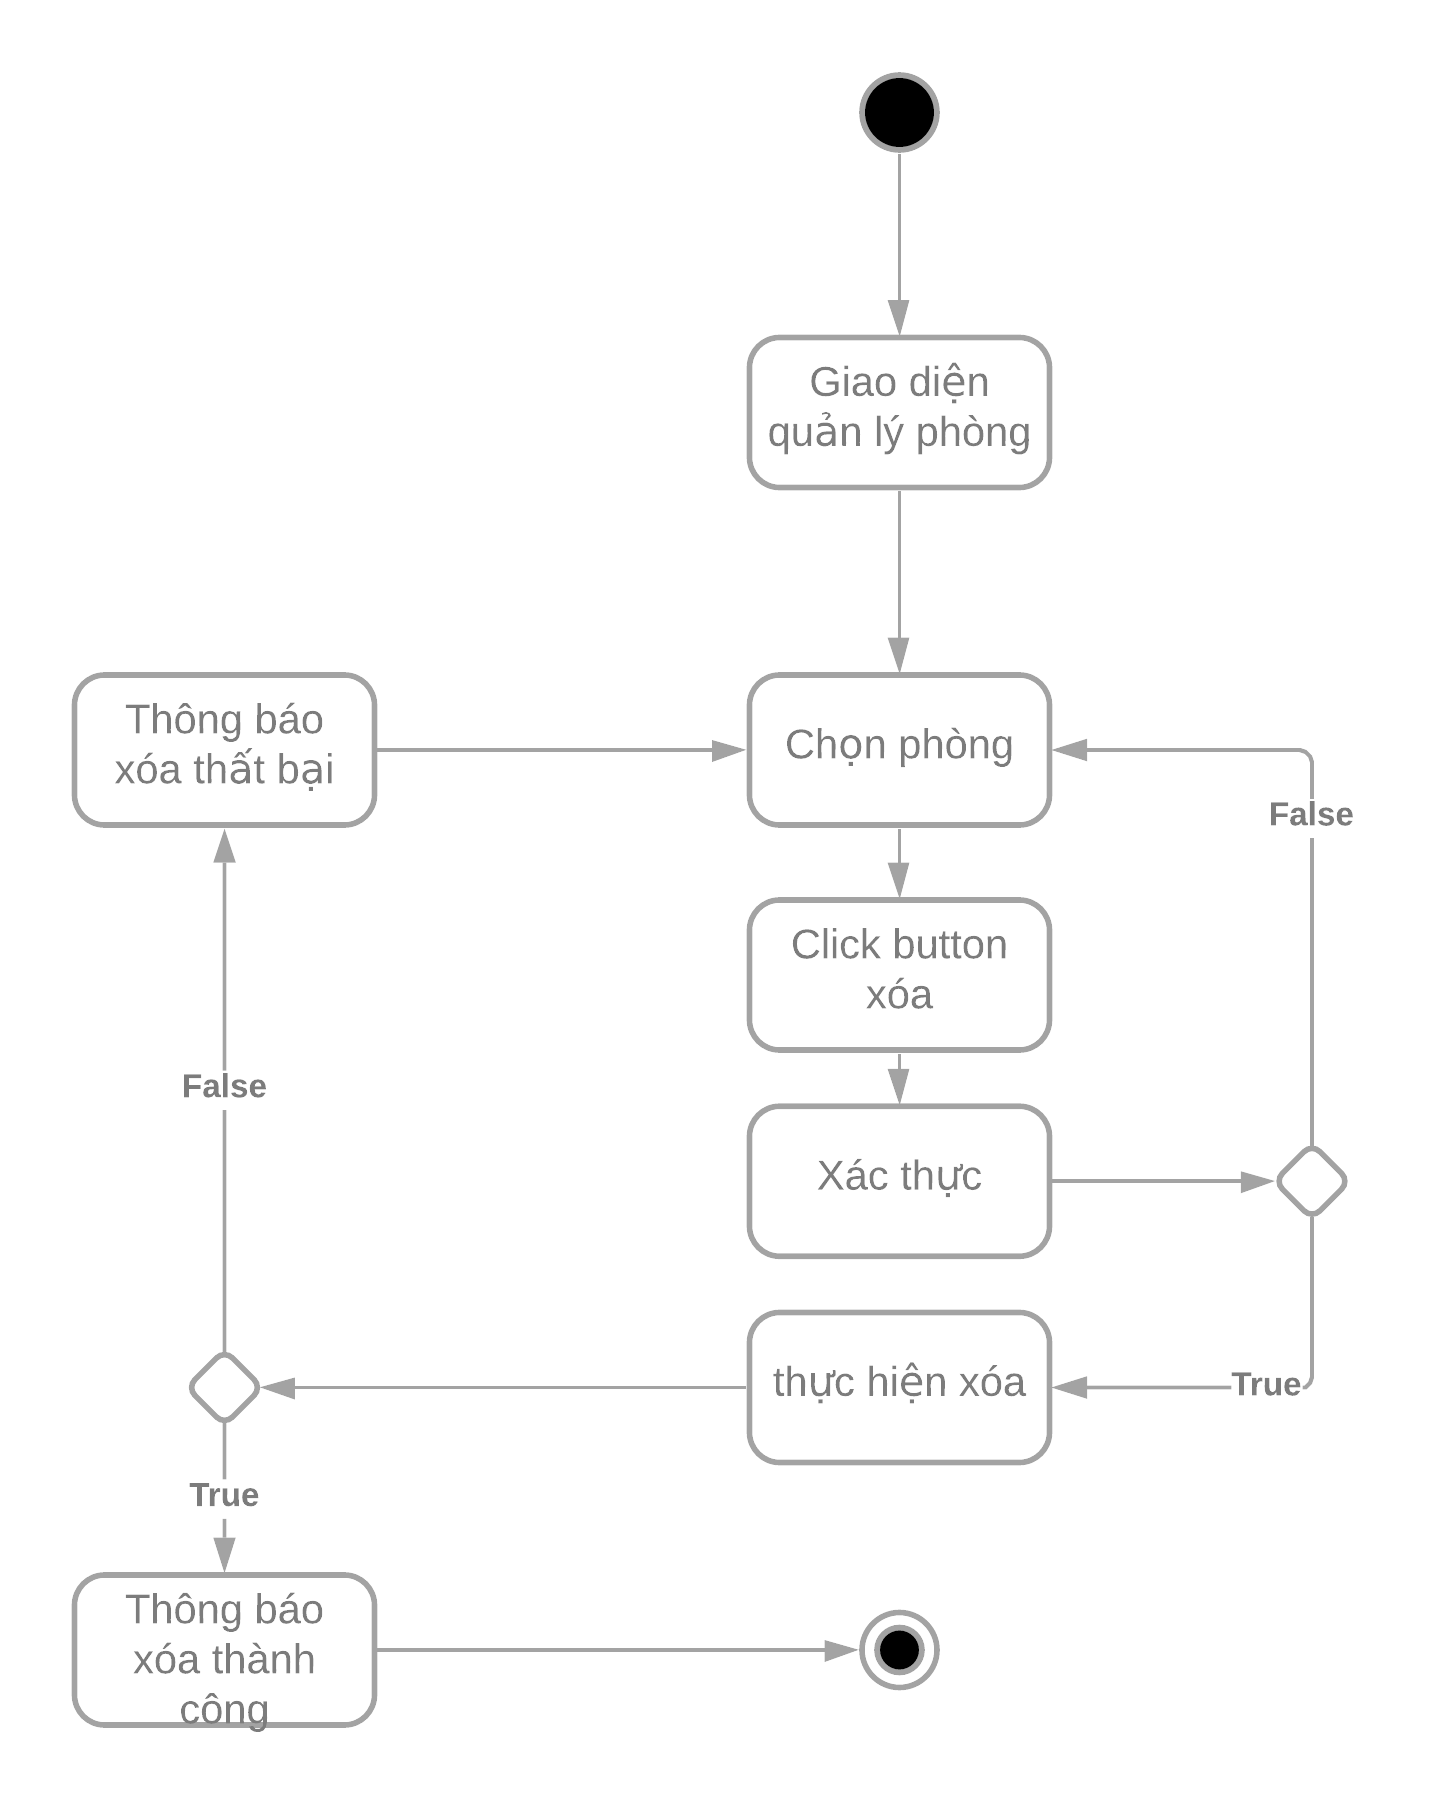 Giao diện
quản lý phòng
Thông báo
xóa thất bại
Chọn phòng
False
Click button
xóa
False
Xác thực
thực hiện xóa
True
True
Thông báo
xóa thành
công